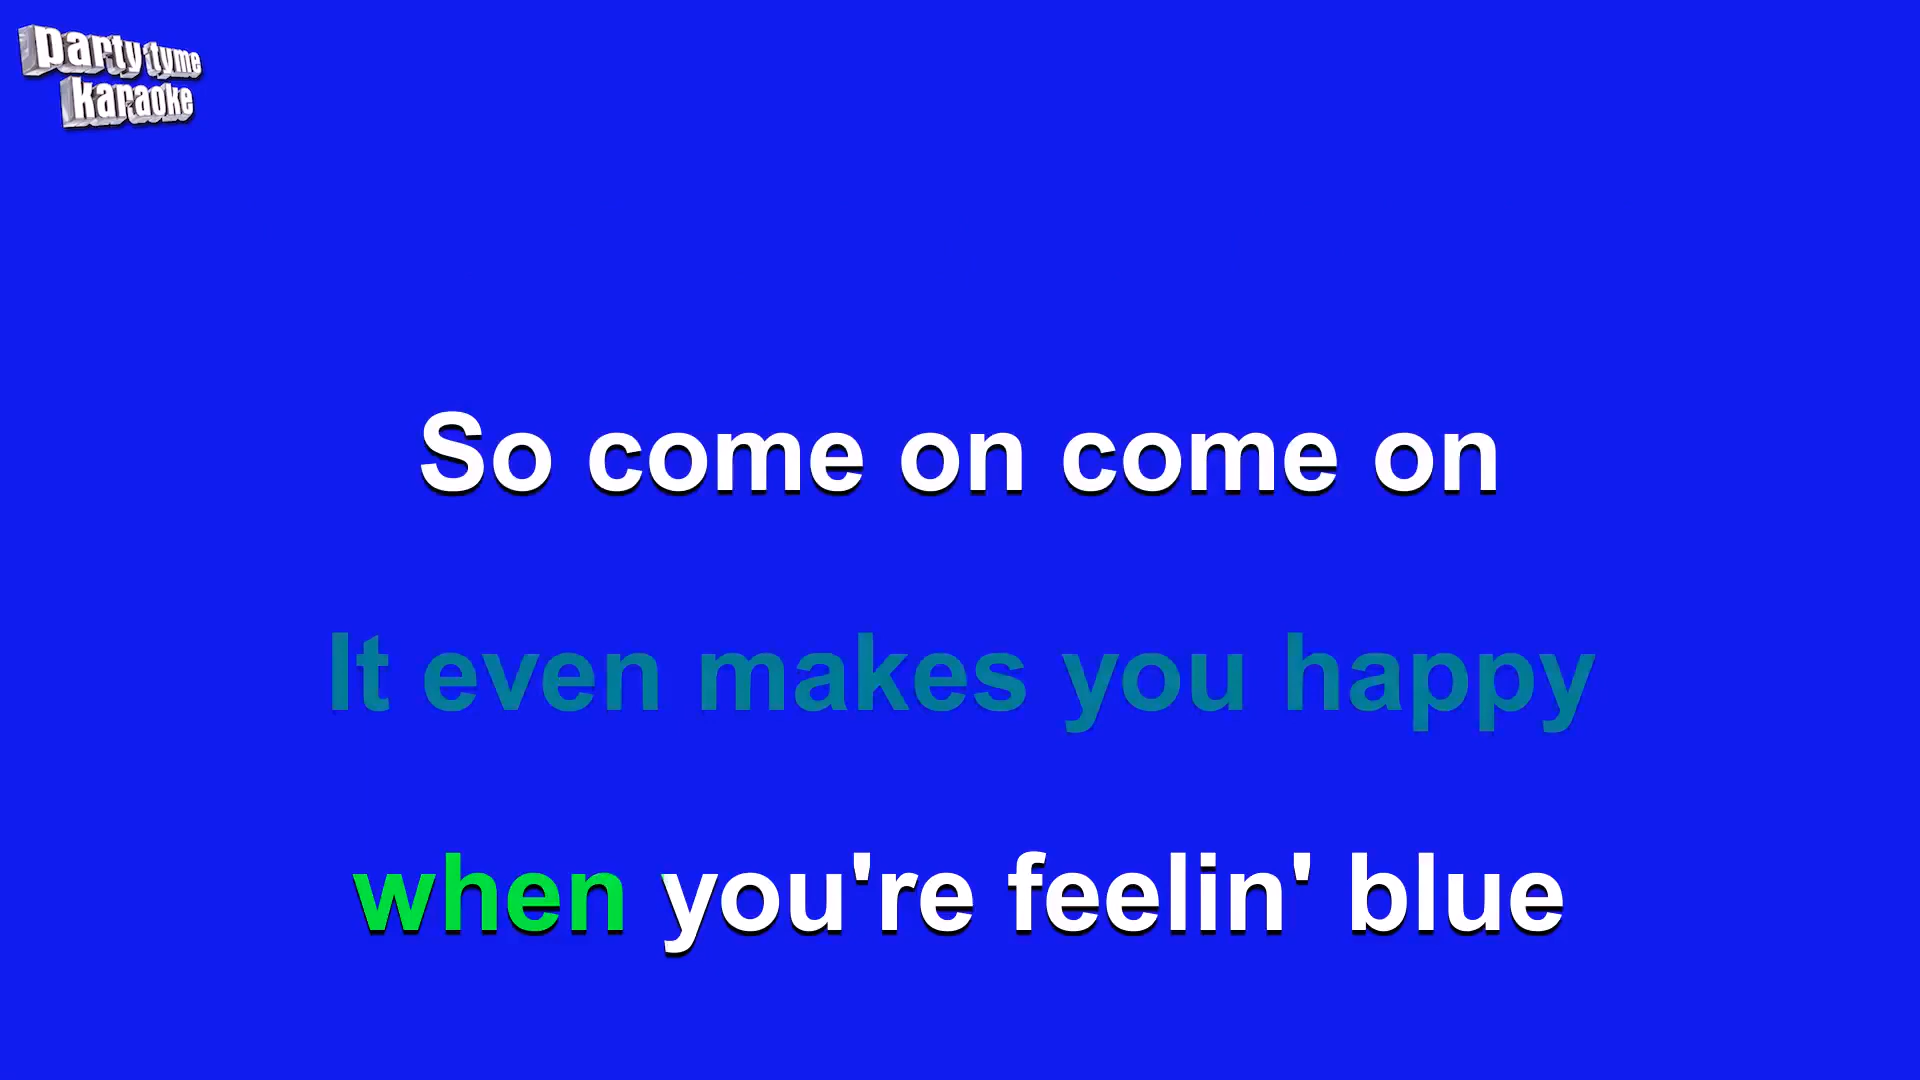 party tyme
karaoke
So come on come on
It even makes you happy
when you're feelin' blue